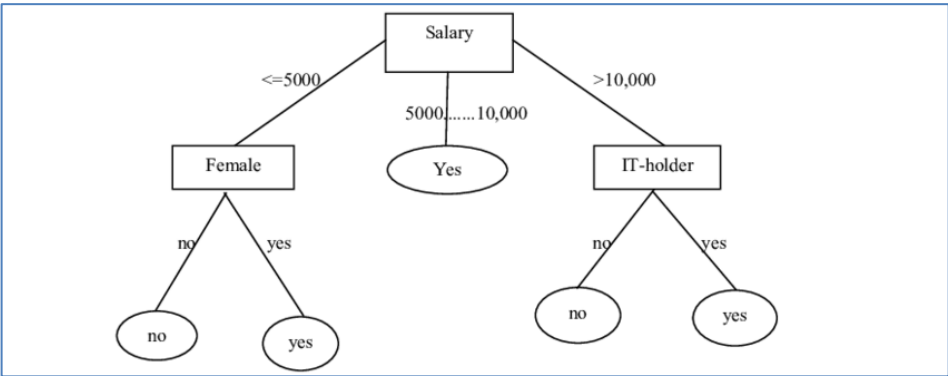 Salary
<=5000
>10,000
5000.......10,000
Female
Yes
IT-holder
no
yes
no
yes
no
yes
no
yes